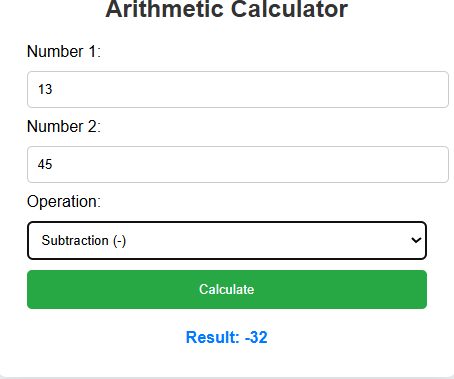 Arithmetic Calculator
Number 1:
13
Number 2:
45
Operation:
Subtraction (-)
Calculate
Result: -32